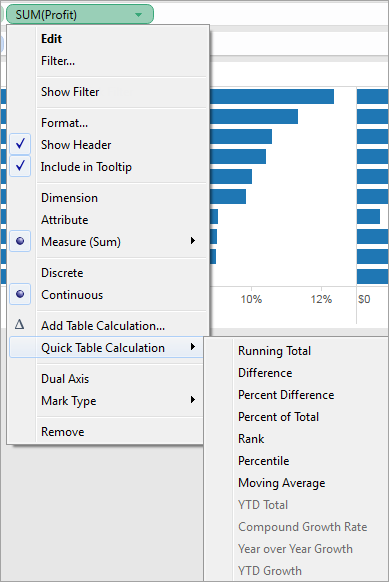 SUM(Profit)
Edit
Filter...
Show Filter
Format...
Show Header
Include in Tooltip
Dimension
Attribute
Measure (Sum)
Discrete
Continuous
10%
12%
$0
Add Table Calculation...
Quick Table Calculation
Running Total
Difference
Percent Difference
Percent of Total
Rank
Percentile
Moving Average
YTD Total
Compound Growth Rate
Year over Year Growth
YTD Growth
Dual Axis
Mark Type
Remove